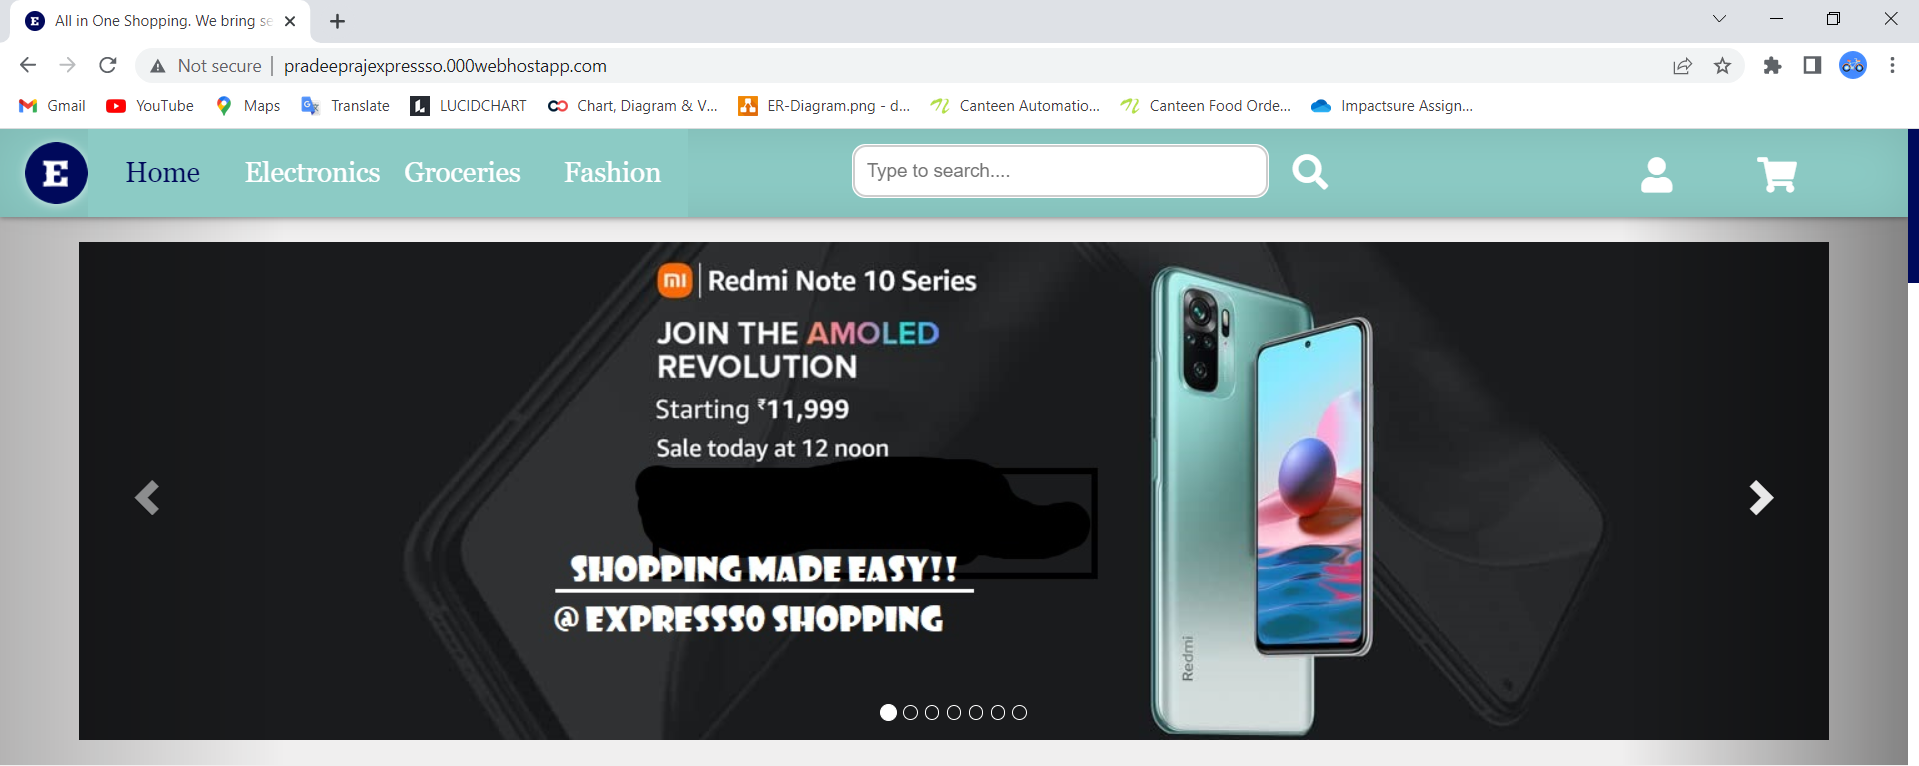 E All in One Shopping. We bring se
Not secure | pradeeprajexpressso.000webhostapp.com
Gmail YouTube Maps Translate LUCIDCHART Chart, Diagram & V... ER-Diagram.png - d... Canteen Automatio... Canteen Food Orde... Impactsure Assign...
E Home Electronics Groceries Fashion Type to search....
mi | Redmi Note 10 Series
JOIN THE AMOLED
REVOLUTION
Starting ₹11,999
Sale today at 12 noon
SHOPPING MADE EASY!!
@ EXPRESSSO SHOPPING
Redmi